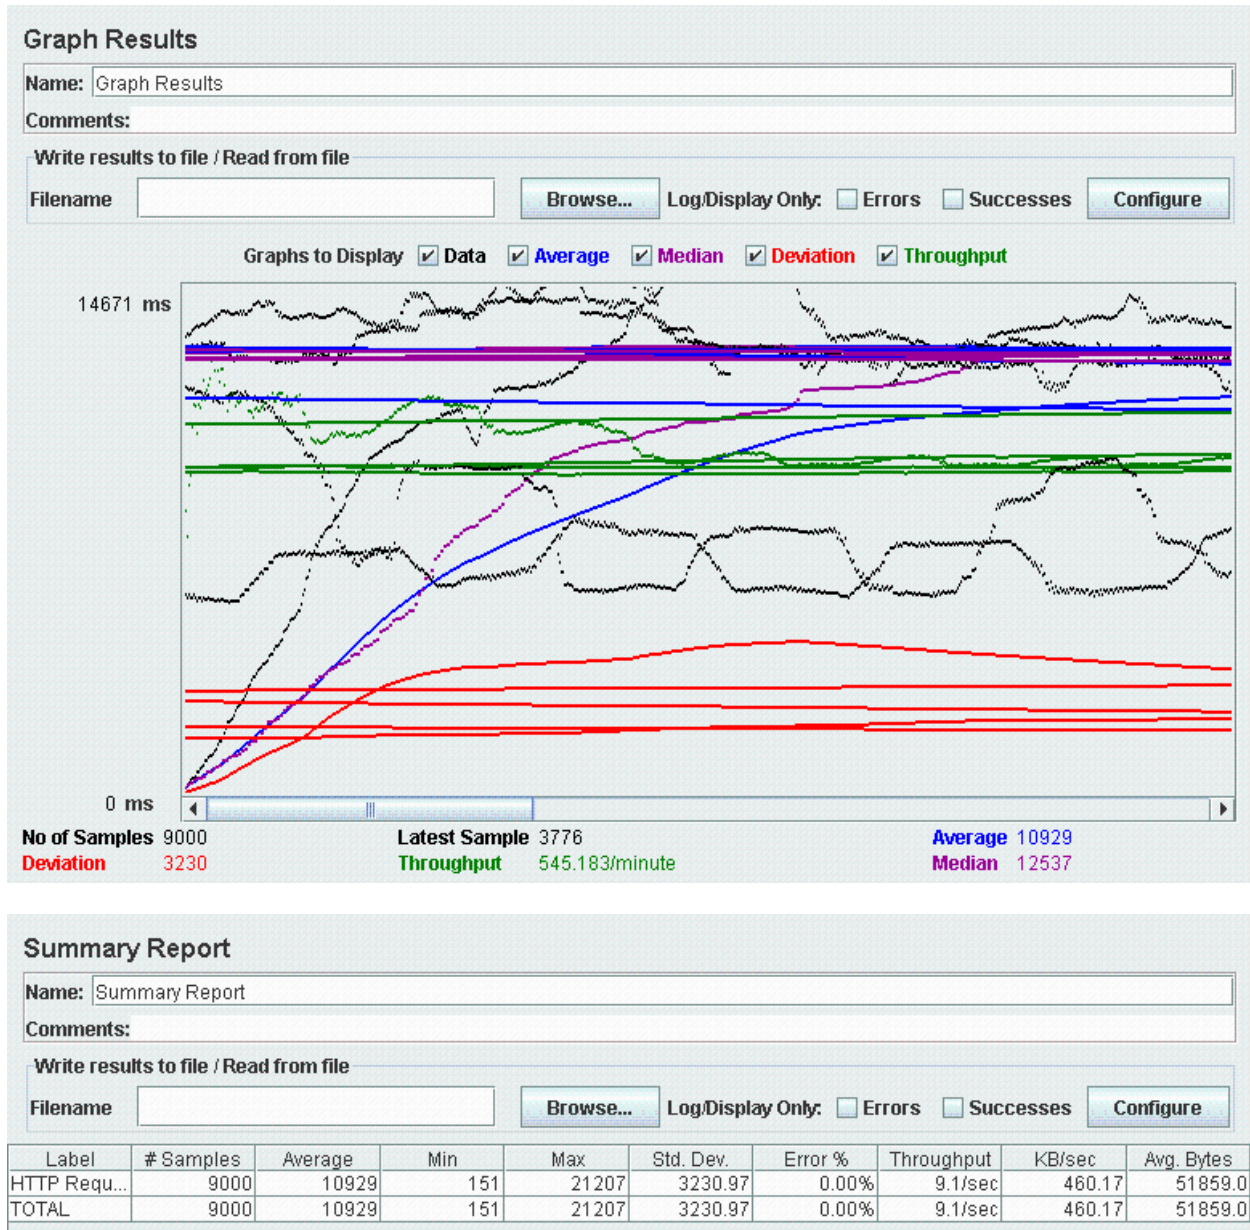 Graph Results
Name: Graph Results
Comments:
Write results to file / Read from file
Filename Browse... Log/Display Only: Errors Successes Configure
Graphs to Display Data Average Median Deviation Throughput
14671 ms
0 ms
No of Samples 9000 Latest Sample 3776 Average 10929
Deviation 3230 Throughput 545.183/minute Median 12537
Summary Report
Name: Summary Report
Comments:
Write results to file / Read from file
Filename Browse... Log/Display Only: Errors Successes Configure
Label # Samples Average Min Max Std. Dev. Error % Throughput KB/sec Avg. Bytes
HTTP Requ... 9000 10929 151 21207 3230.97 0.00% 9.1/sec 460.17 51859.0
TOTAL 9000 10929 151 21207 3230.97 0.00% 9.1/sec 460.17 51859.0